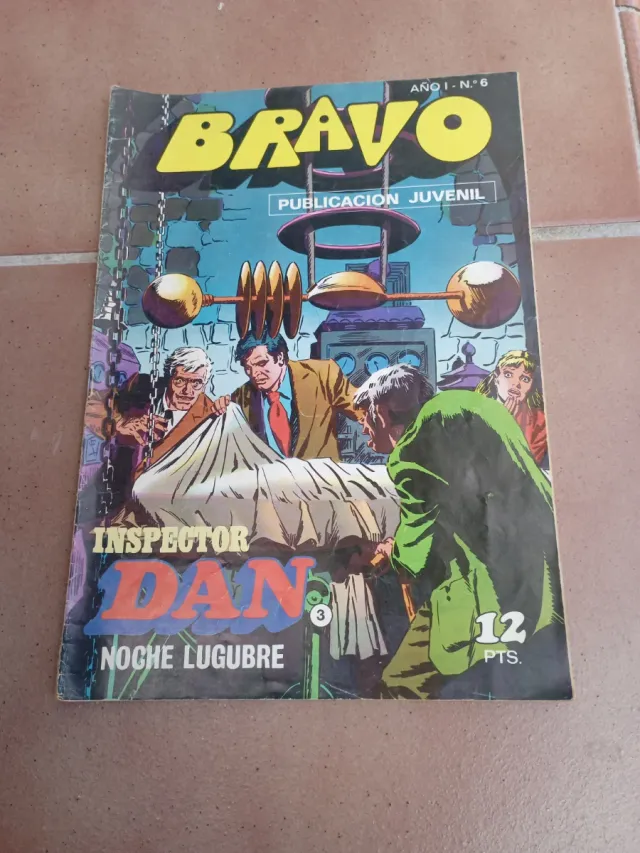 AÑO I - N.º 6
BRAVO
PUBLICACION JUVENIL
INSPECTOR
DAN
3
NOCHE LUGUBRE
12
PTS.